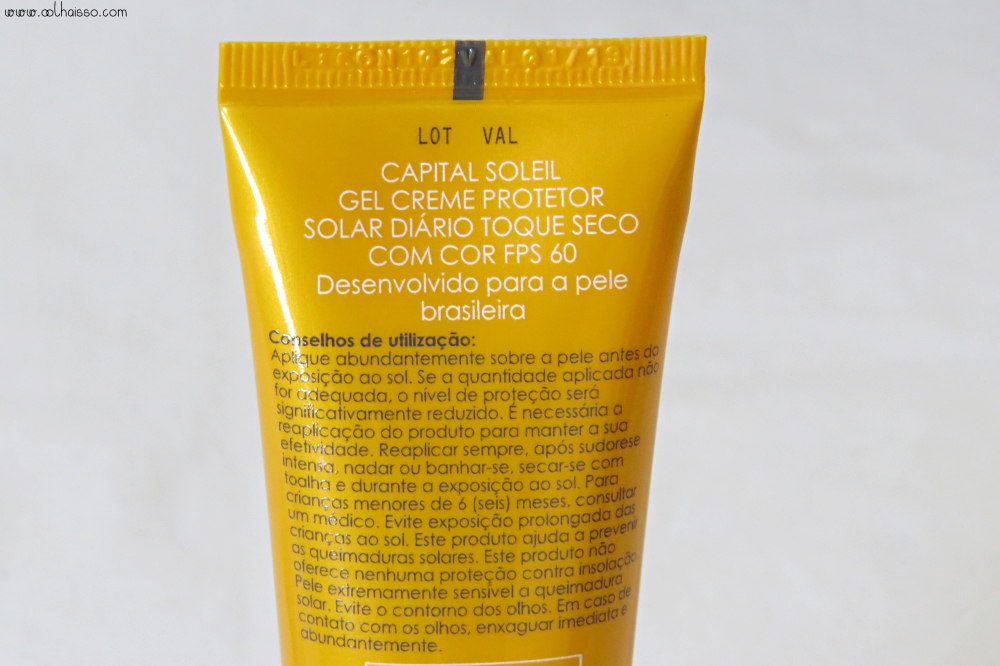 www.oolhaisso.com
VAL01/19
LOT VAL
CAPITAL SOLEIL
GEL CREME PROTETOR
SOLAR DIÁRIO TOQUE SECO
COM COR FPS 60
Desenvolvido para a pele
brasileira
Conselhos de utilização:
Aplique abundantemente sobre a pele antes da
exposição ao sol. Se a quantidade aplicada não
for adequada, o nível de proteção será
significativamente reduzido. É necessária a
reaplicação do produto para manter a sua
efetividade. Reaplicar sempre, após sudorese
intensa, nadar ou banhar-se, secar-se com
toalha e durante a exposição ao sol. Para
crianças menores de 6 (seis) meses, consultar
um médico. Evite exposição prolongada das
crianças ao sol. Este produto ajuda a prevenir
as queimaduras solares. Este produto não
oferece nenhuma proteção contra insolação.
Pele extremamente sensível a queimadura
solar. Evite o contorno dos olhos. Em caso de
contato com os olhos, enxaguar imediata e
abundantemente.